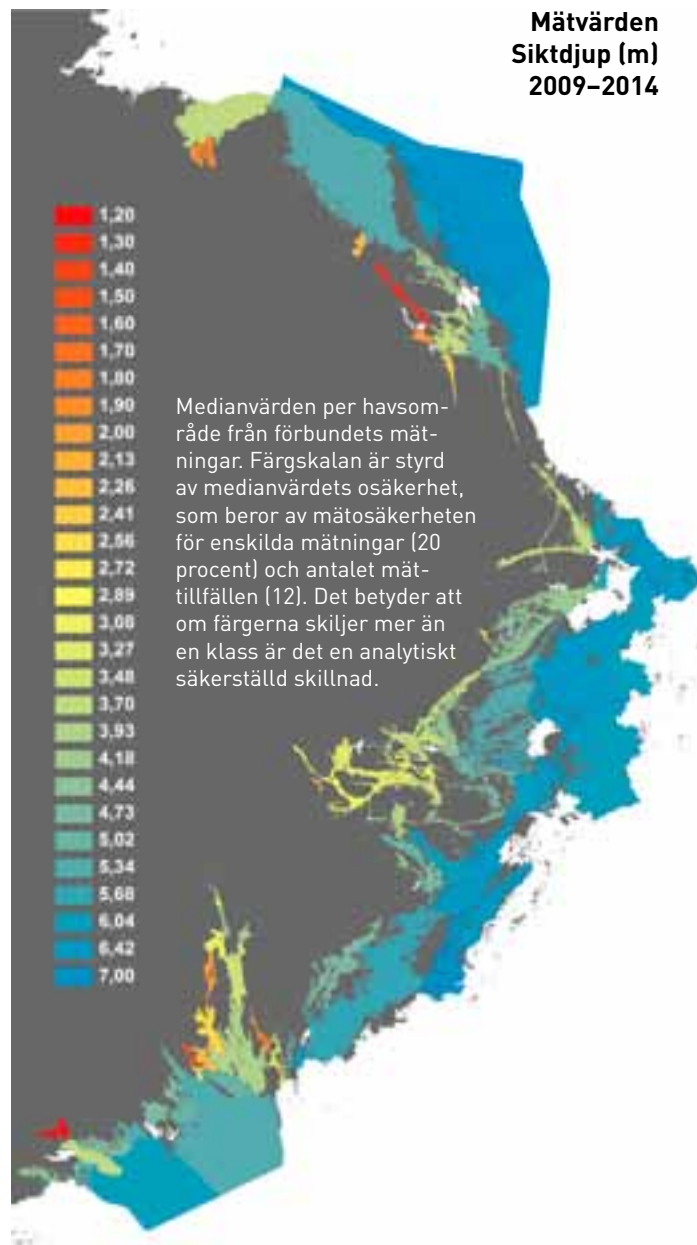 Mätvärden
Siktdjup (m)
2009–2014
1,20
1,30
1,40
1,50
1,60
1,70
1,80
1,90
2,00
2,13
2,26
2,41
2,56
2,72
2,89
3,08
3,27
3,48
3,70
3,93
4,18
4,44
4,73
5,02
5,34
5,68
6,04
6,42
7,00
Medianvärden per havsom-
råde från förbundets mät-
ningar. Färgskalan är styrd
av medianvärdets osäkerhet,
som beror av mätosäkerheten
för enskilda mätningar (20
procent) och antalet mät-
tillfällen (12). Det betyder att
om färgerna skiljer mer än
en klass är det en analytiskt
säkerställd skillnad.